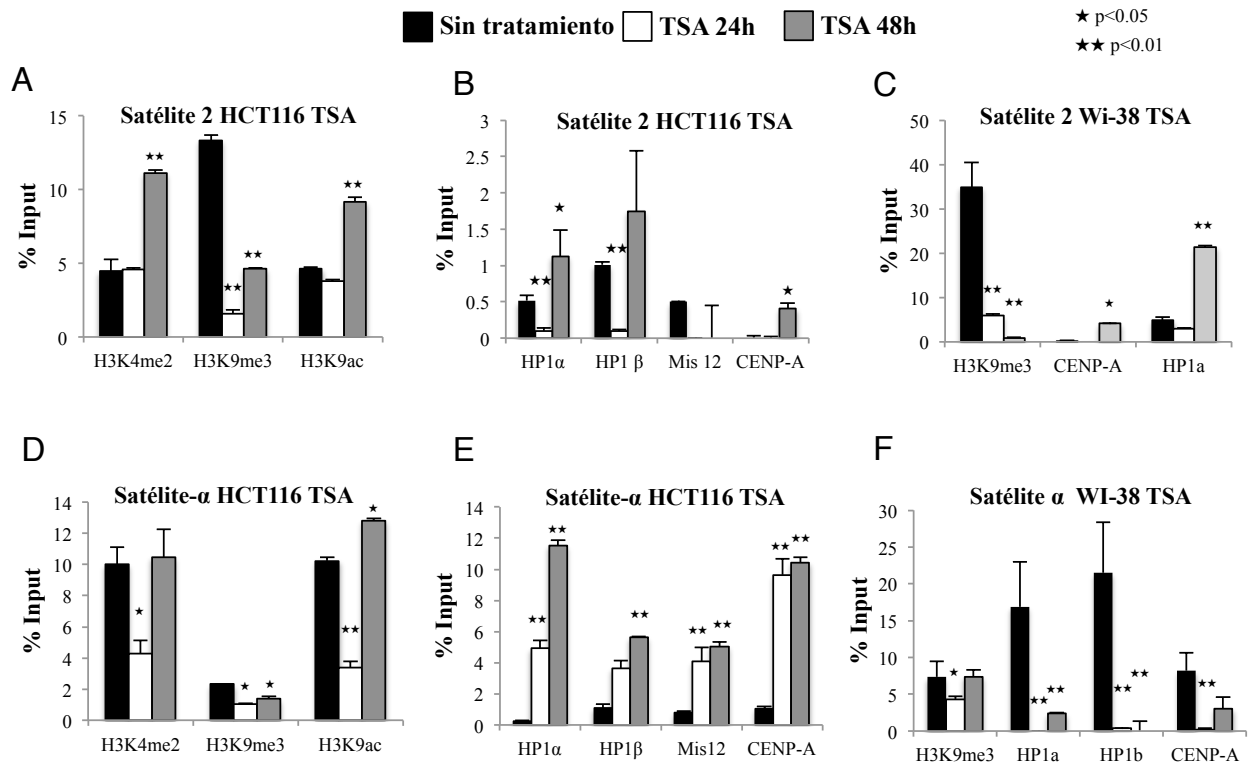 Sin tratamiento TSA 24h TSA 48h
★ p<0.05
★★ p<0.01
A
Satélite 2 HCT116 TSA
% Input
15
10
5
0
★★
★★
★★
★★
H3K4me2 H3K9me3 H3K9ac
B
Satélite 2 HCT116 TSA
% Input
3
2.5
2
1.5
1
0.5
0
★★
★
★★
★
HP1α HP1 β Mis 12 CENP-A
C
Satélite 2 Wi-38 TSA
% Input
50
40
30
20
10
0
★★
★★
★
★★
H3K9me3 CENP-A HP1a
D
Satélite-α HCT116 TSA
% Input
14
12
10
8
6
4
2
0
★
★
★
★★
★
H3K4me2 H3K9me3 H3K9ac
E
Satélite-α HCT116 TSA
% Input
14
12
10
8
6
4
2
0
★★
★★
★★
★★
★★
★★
★★
HP1α HP1β Mis12 CENP-A
F
Satélite α WI-38 TSA
% Input
30
25
20
15
10
5
0
★
★★
★★
★★
★★
★★
H3K9me3 HP1a HP1b CENP-A